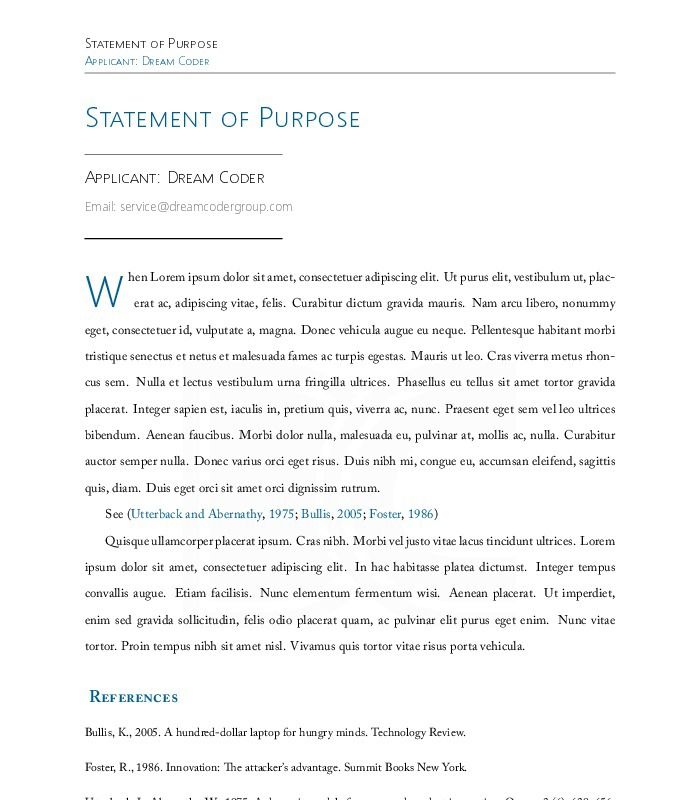 Statement of Purpose
Applicant: Dream Coder
Statement of Purpose
Applicant: Dream Coder
Email: service@dreamcodergroup.com
When Lorem ipsum dolor sit amet, consectetuer adipiscing elit. Ut purus elit, vestibulum ut, plac-
erat ac, adipiscing vitae, felis. Curabitur dictum gravida mauris. Nam arcu libero, nonummy
eget, consectetuer id, vulputate a, magna. Donec vehicula augue eu neque. Pellentesque habitant morbi
tristique senectus et netus et malesuada fames ac turpis egestas. Mauris ut leo. Cras viverra metus rhon-
cus sem. Nulla et lectus vestibulum urna fringilla ultrices. Phasellus eu tellus sit amet tortor gravida
placerat. Integer sapien est, iaculis in, pretium quis, viverra ac, nunc. Praesent eget sem vel leo ultrices
bibendum. Aenean faucibus. Morbi dolor nulla, malesuada eu, pulvinar at, mollis ac, nulla. Curabitur
auctor semper nulla. Donec varius orci eget risus. Duis nibh mi, congue eu, accumsan eleifend, sagittis
quis, diam. Duis eget orci sit amet orci dignissim rutrum.
See (Utterback and Abernathy, 1975; Bullis, 2005; Foster, 1986)
Quisque ullamcorper placerat ipsum. Cras nibh. Morbi vel justo vitae lacus tincidunt ultrices. Lorem
ipsum dolor sit amet, consectetuer adipiscing elit. In hac habitasse platea dictumst. Integer tempus
convallis augue. Etiam facilisis. Nunc elementum fermentum wisi. Aenean placerat. Ut imperdiet,
enim sed gravida sollicitudin, felis odio placerat quam, ac pulvinar elit purus eget enim. Nunc vitae
tortor. Proin tempus nibh sit amet nisl. Vivamus quis tortor vitae risus porta vehicula.
References
Bullis, K., 2005. A hundred-dollar laptop for hungry minds. Technology Review.
Foster, R., 1986. Innovation: The attacker's advantage. Summit Books New York.